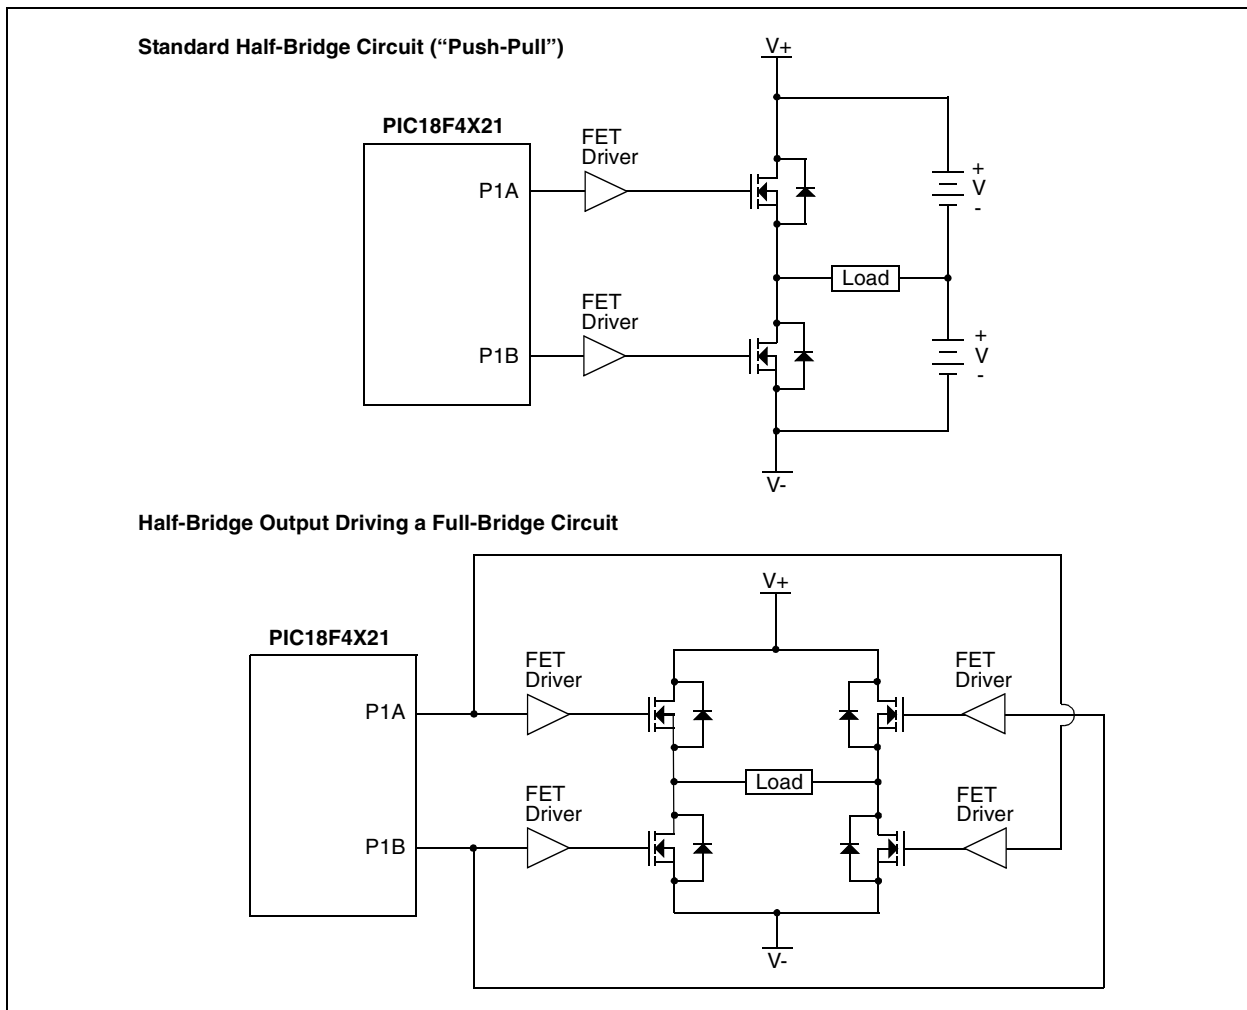 Standard Half-Bridge Circuit (“Push-Pull”)
V+
PIC18F4X21
FET
Driver
P1A
+
V
-
Load
FET
Driver
P1B
+
V
-
V-
Half-Bridge Output Driving a Full-Bridge Circuit
V+
PIC18F4X21
FET
Driver
FET
Driver
P1A
Load
FET
Driver
FET
Driver
P1B
V-